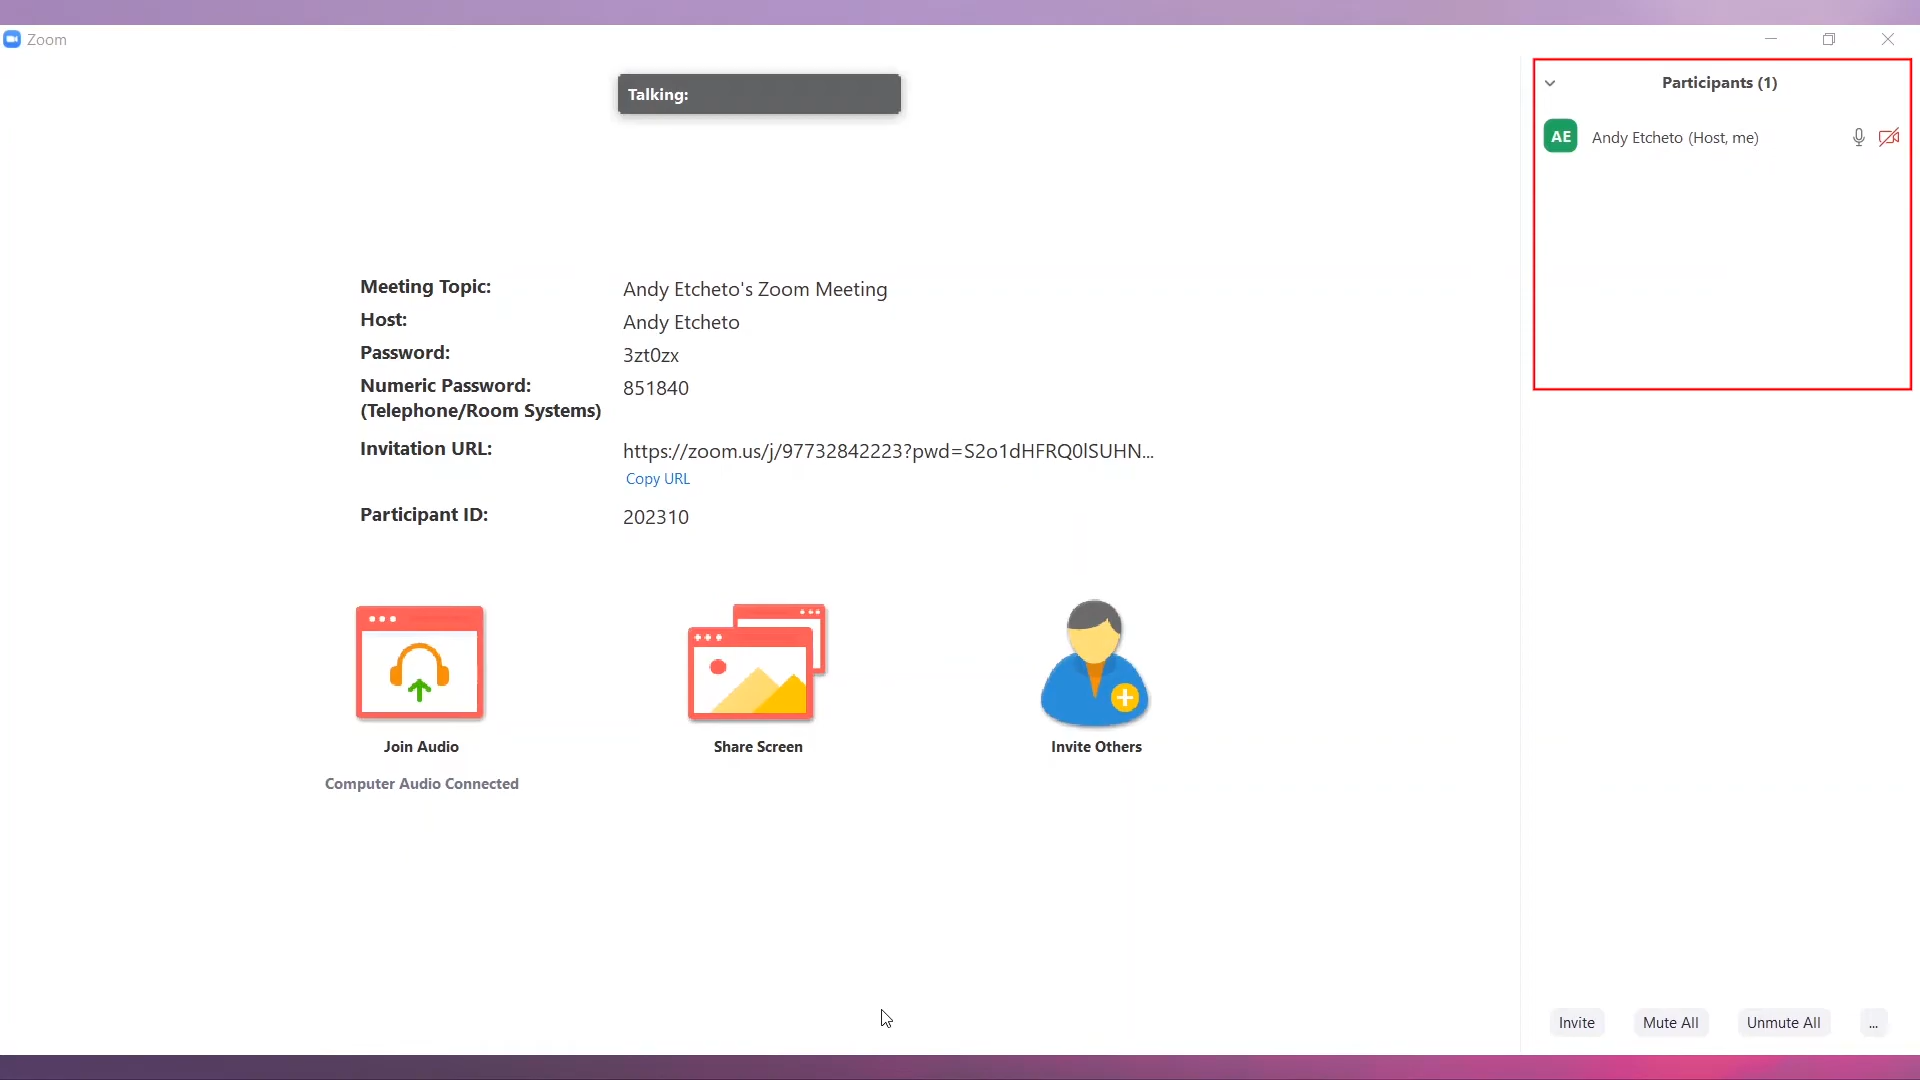 Zoom
Talking:
Participants (1)
AE
Andy Etcheto (Host, me)
Meeting Topic: Andy Etcheto's Zoom Meeting
Host: Andy Etcheto
Password: 3zt0zx
Numeric Password: 851840
(Telephone/Room Systems)
Invitation URL: https://zoom.us/j/97732842223?pwd=S2o1dHFRQ0lSUHN...
Copy URL
Participant ID: 202310
Join Audio
Share Screen
Invite Others
Computer Audio Connected
Invite
Mute All
Unmute All
...